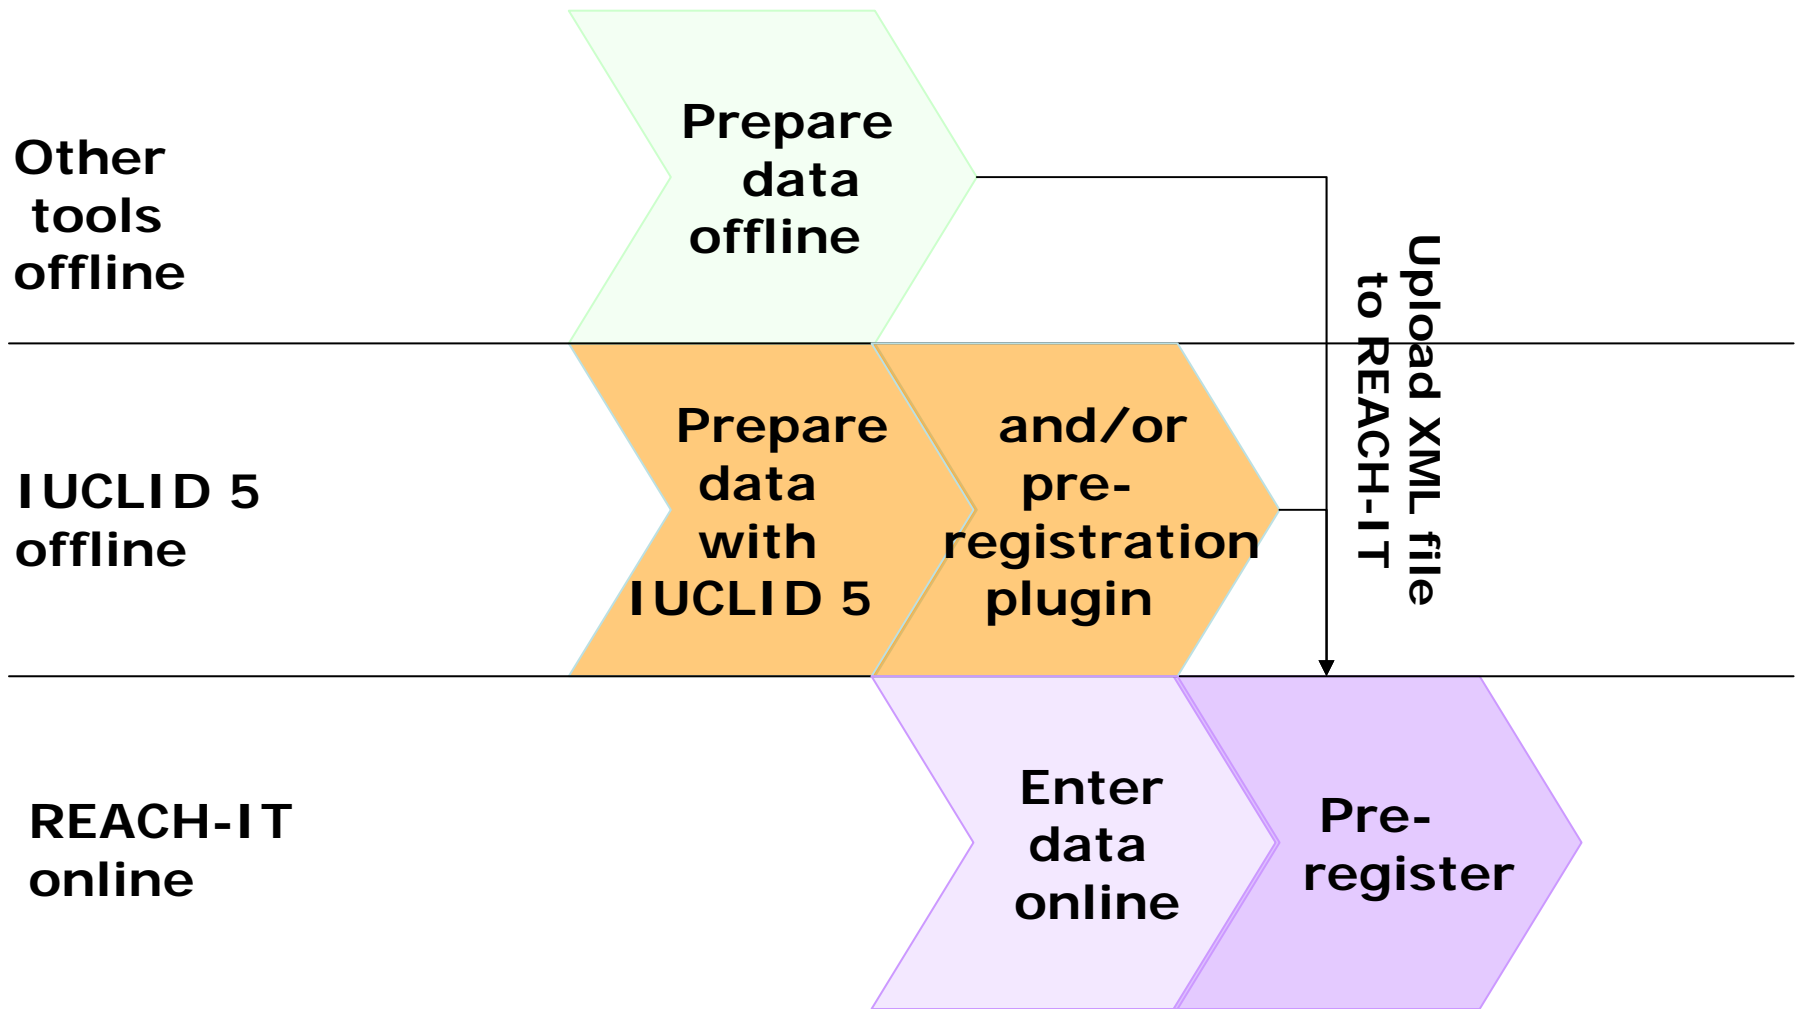 Other
tools
offline
Prepare
data
offline
Upload XML file
to REACH-IT
IUCLID 5
offline
Prepare
data
with
IUCLID 5
and/or
pre-
registration
plugin
REACH-IT
online
Enter
data
online
Pre-
register